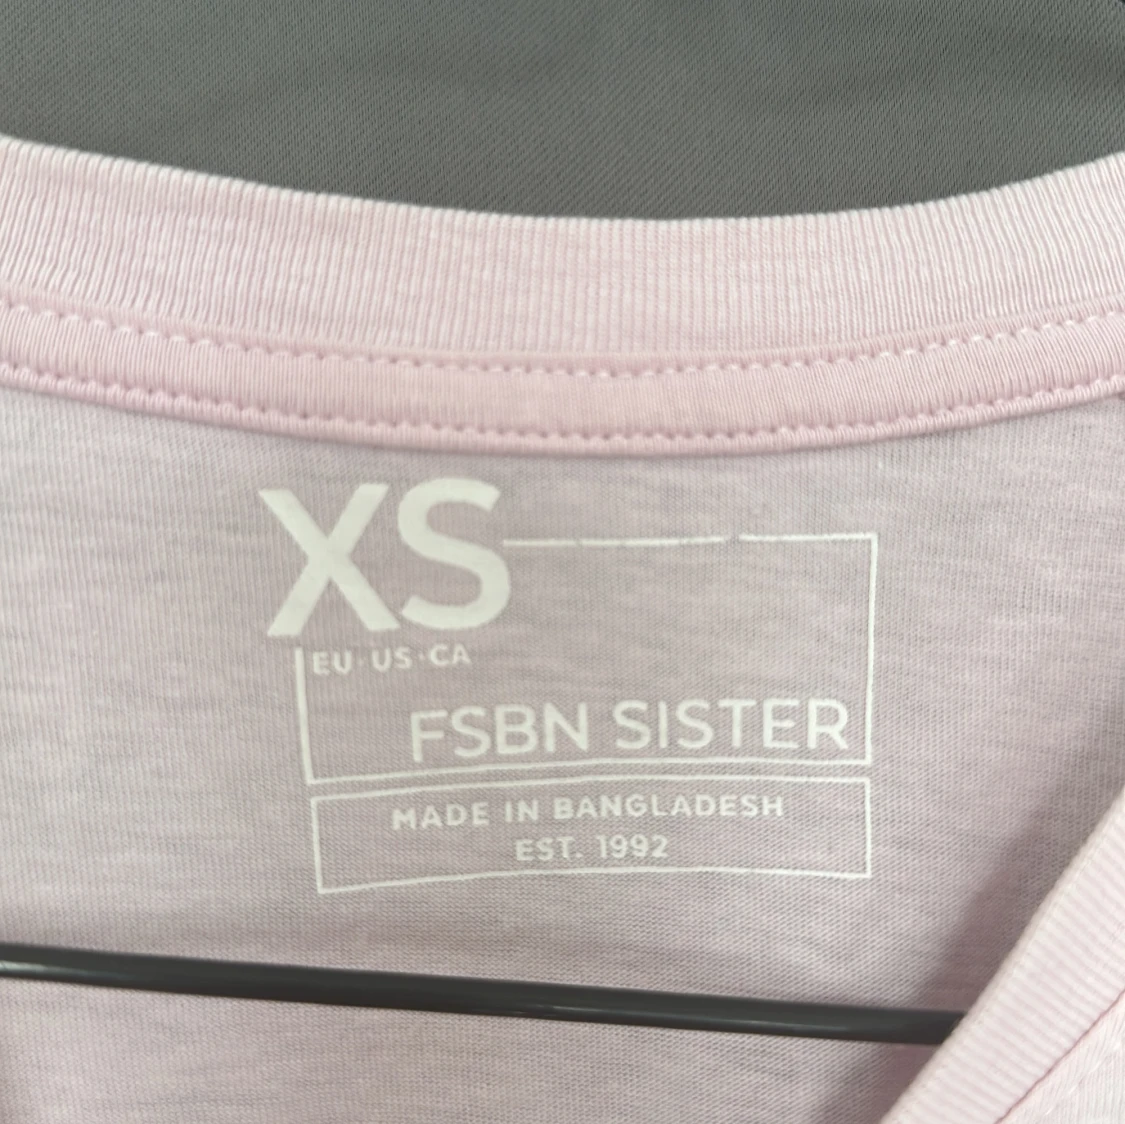 XS
EU·US·CA
FSBN SISTER
MADE IN BANGLADESH
EST. 1992